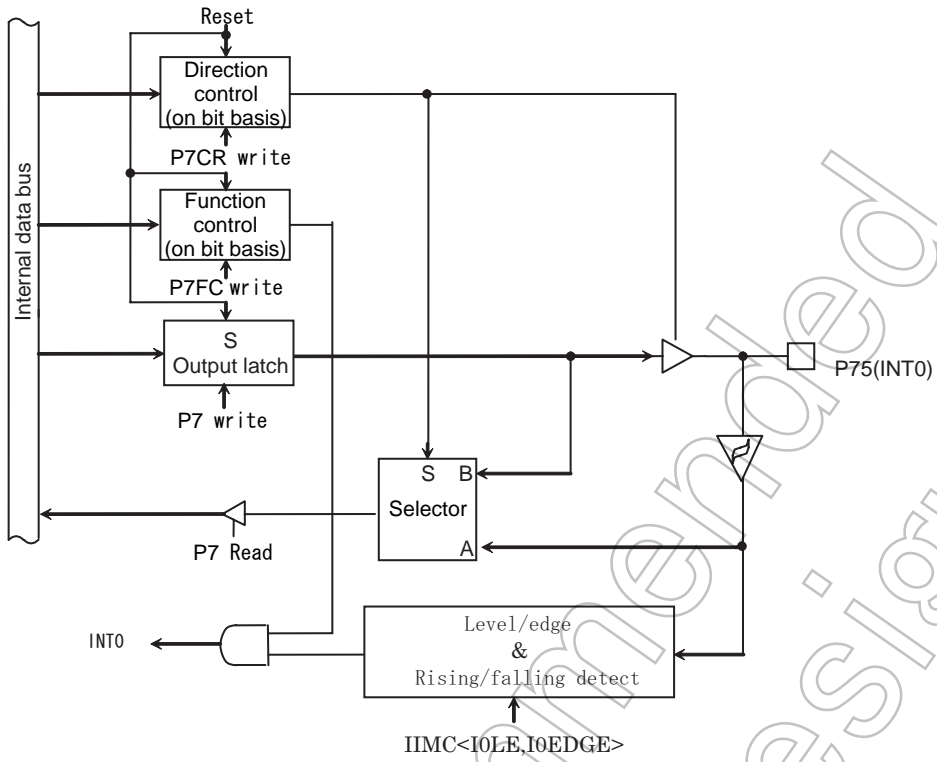 Reset
Direction
control
(on bit basis)
P7CR write
Internal data bus
Function
control
(on bit basis)
P7FC write
S
Output latch
P75(INT0)
P7 write
S B
Selector
A
P7 Read
Level/edge
&
Rising/falling detect
INT0
IIMC<I0LE,I0EDGE>